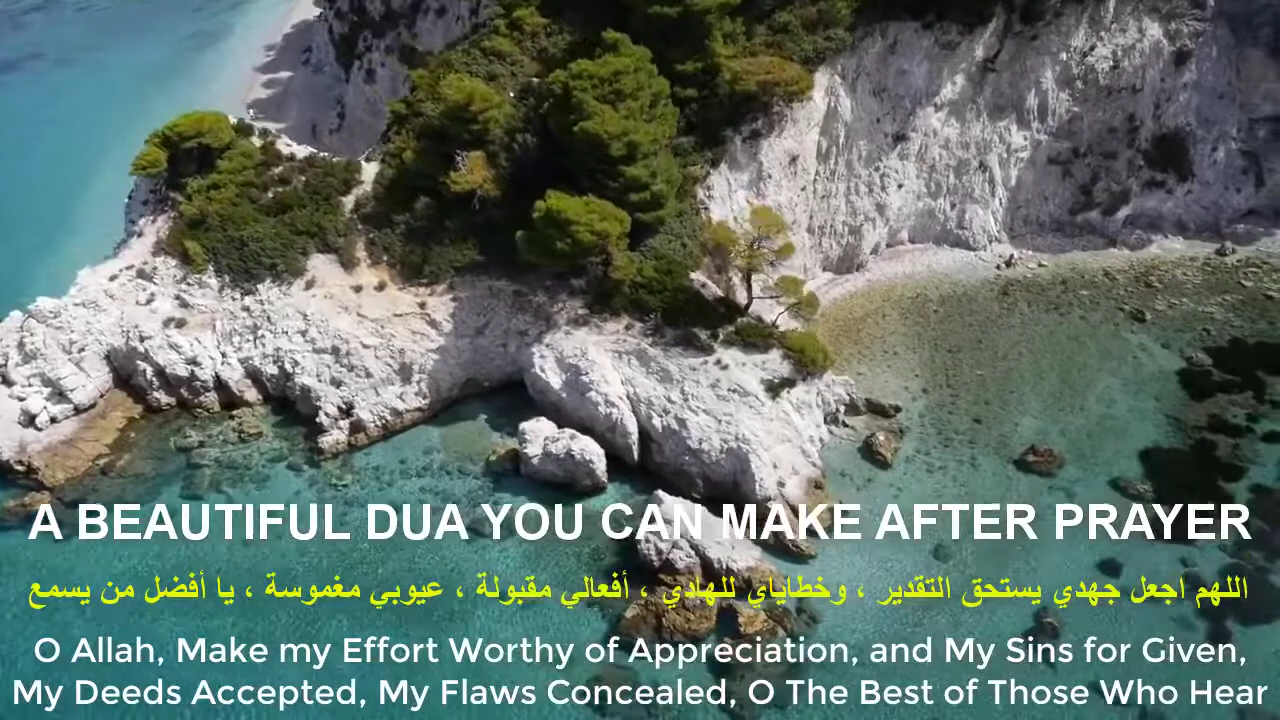 A BEAUTIFUL DUA YOU CAN MAKE AFTER PRAYER
اللهم اجعل جهدي يستحق التقدير ، وخطاياي للهادي ، أفعالي مقبولة ، عيوبي مغموسة ، يا أفضل من يسمع
O Allah, Make my Effort Worthy of Appreciation, and My Sins for Given,
My Deeds Accepted, My Flaws Concealed, O The Best of Those Who Hear